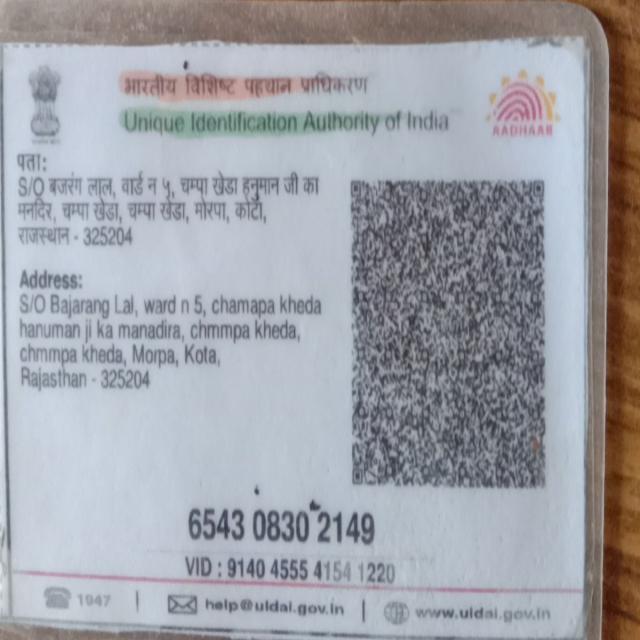 भारतीय विशिष्ट पहचान प्राधिकरण
Unique Identification Authority of India
AADHAAR
पता:
S/O बजरंग लाल, वार्ड न ५, चम्पा खेडा हनुमान जी का
मनदिर, चम्पा खेडा, चम्पा खेडा, मोरपा, कोटा,
राजस्थान - 325204
Address:
S/O Bajarang Lal, ward n 5, chamapa kheda
hanuman ji ka manadira, chmmpa kheda,
chmmpa kheda, Morpa, Kota,
Rajasthan - 325204
6543 0830 2149
VID : 9140 4555 4154 1220
1947 | help@uidai.gov.in | www.uidai.gov.in